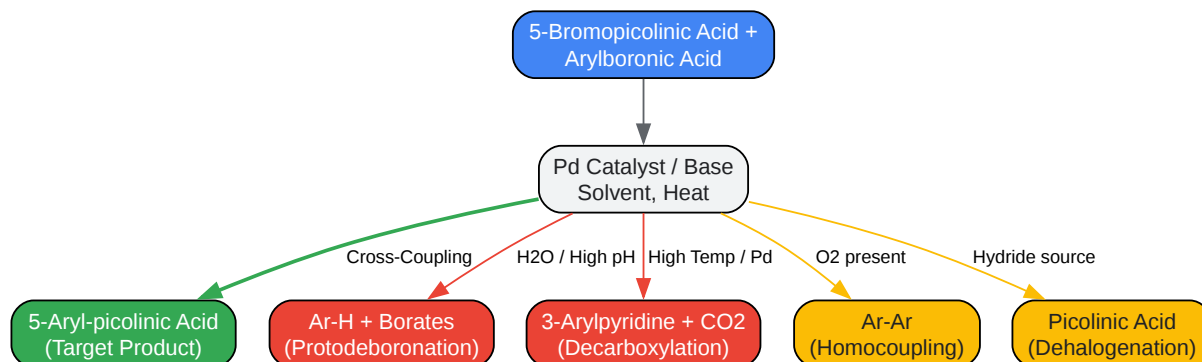 5-Bromopicolinic Acid +
Arylboronic Acid
Pd Catalyst / Base
Solvent, Heat
Cross-Coupling
H2O / High pH
High Temp / Pd
O2 present
Hydride source
5-Aryl-picolinic Acid
(Target Product)
Ar-H + Borates
(Protodeboronation)
3-Arylpyridine + CO2
(Decarboxylation)
Ar-Ar
(Homocoupling)
Picolinic Acid
(Dehalogenation)